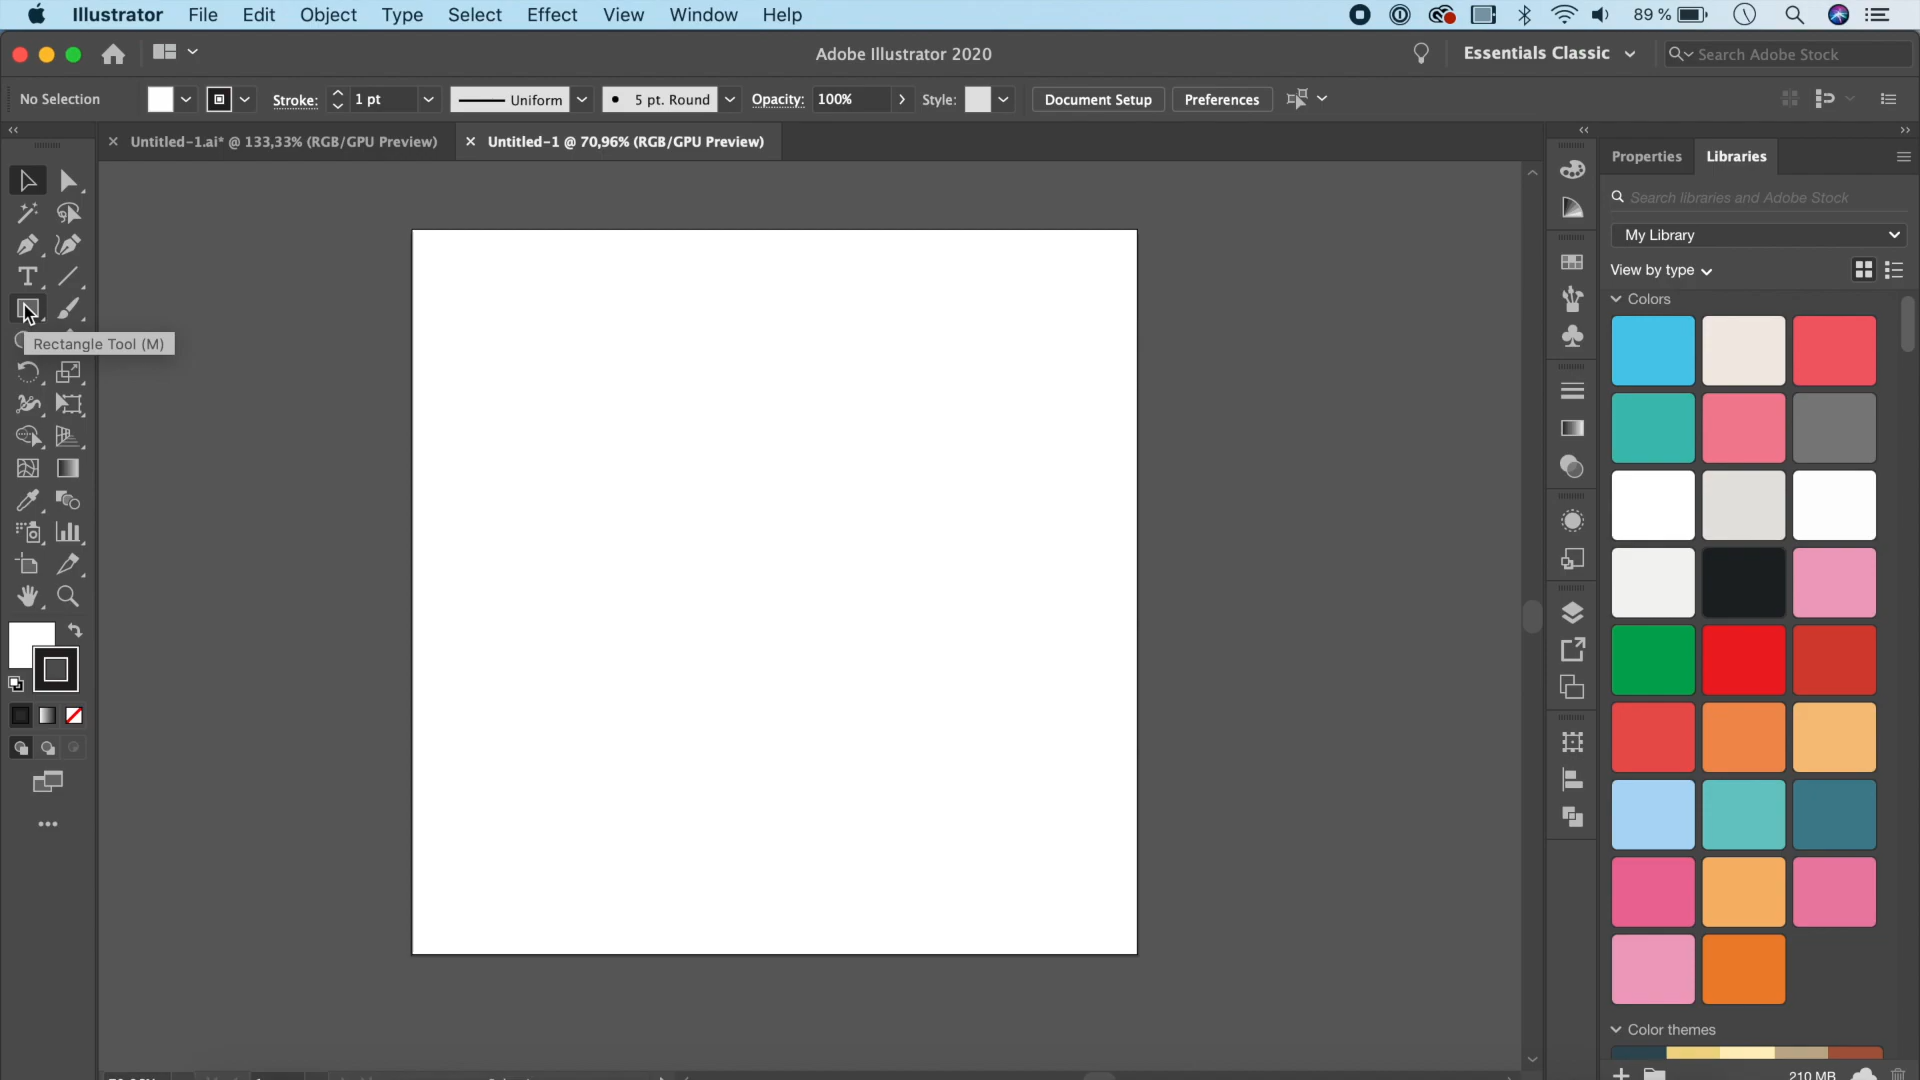 Illustrator File Edit Object Type Select Effect View Window Help 89 %
Adobe Illustrator 2020 Essentials Classic Search Adobe Stock
No Selection Stroke: 1 pt Uniform 5 pt. Round Opacity: 100% Style: Document Setup Preferences
Untitled-1.ai* @ 133,33% (RGB/GPU Preview) Untitled-1 @ 70,96% (RGB/GPU Preview)
Properties Libraries
Search libraries and Adobe Stock
My Library
View by type
Colors
Rectangle Tool (M)
Color themes
210 MB